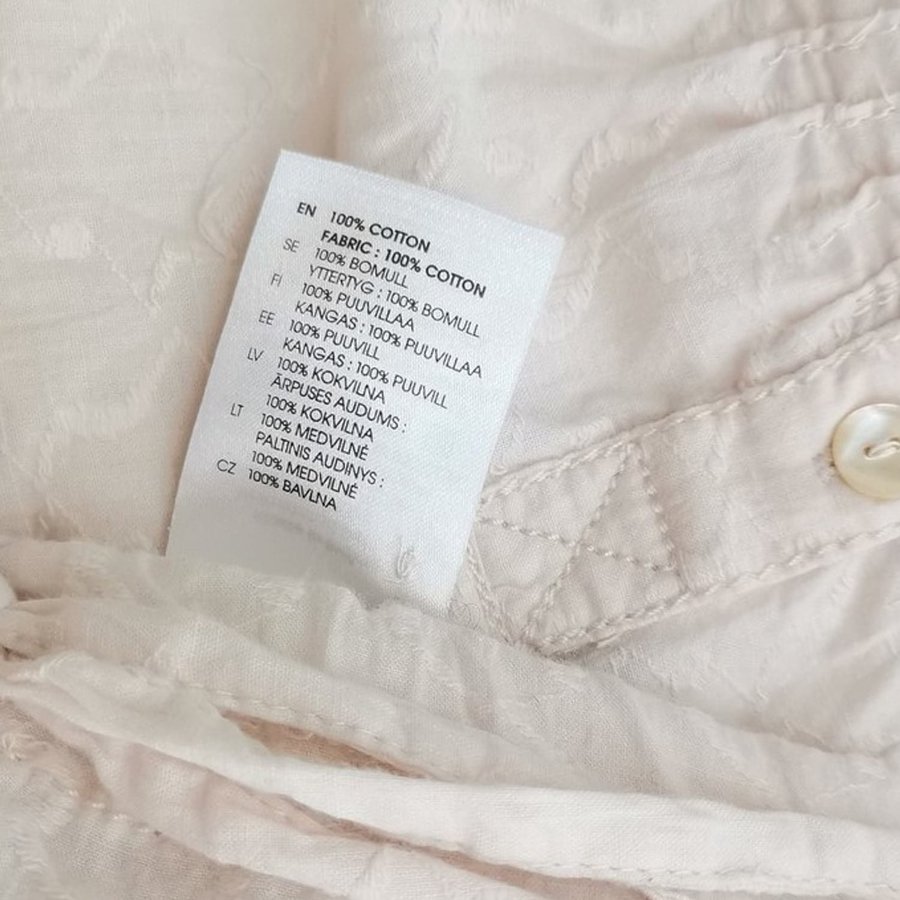 EN 100% COTTON
FABRIC : 100% COTTON
SE 100% BOMULL
YTTERTYG : 100% BOMULL
FI 100% PUUVILLAA
KANGAS : 100% PUUVILLAA
EE 100% PUUVILL
KANGAS : 100% PUUVILL
LV 100% KOKVILNA
ĀRPUSES AUDUMS :
100% KOKVILNA
LT 100% MEDVILNĖ
PALTINIS AUDINYS :
100% MEDVILNĖ
CZ 100% BAVLNA